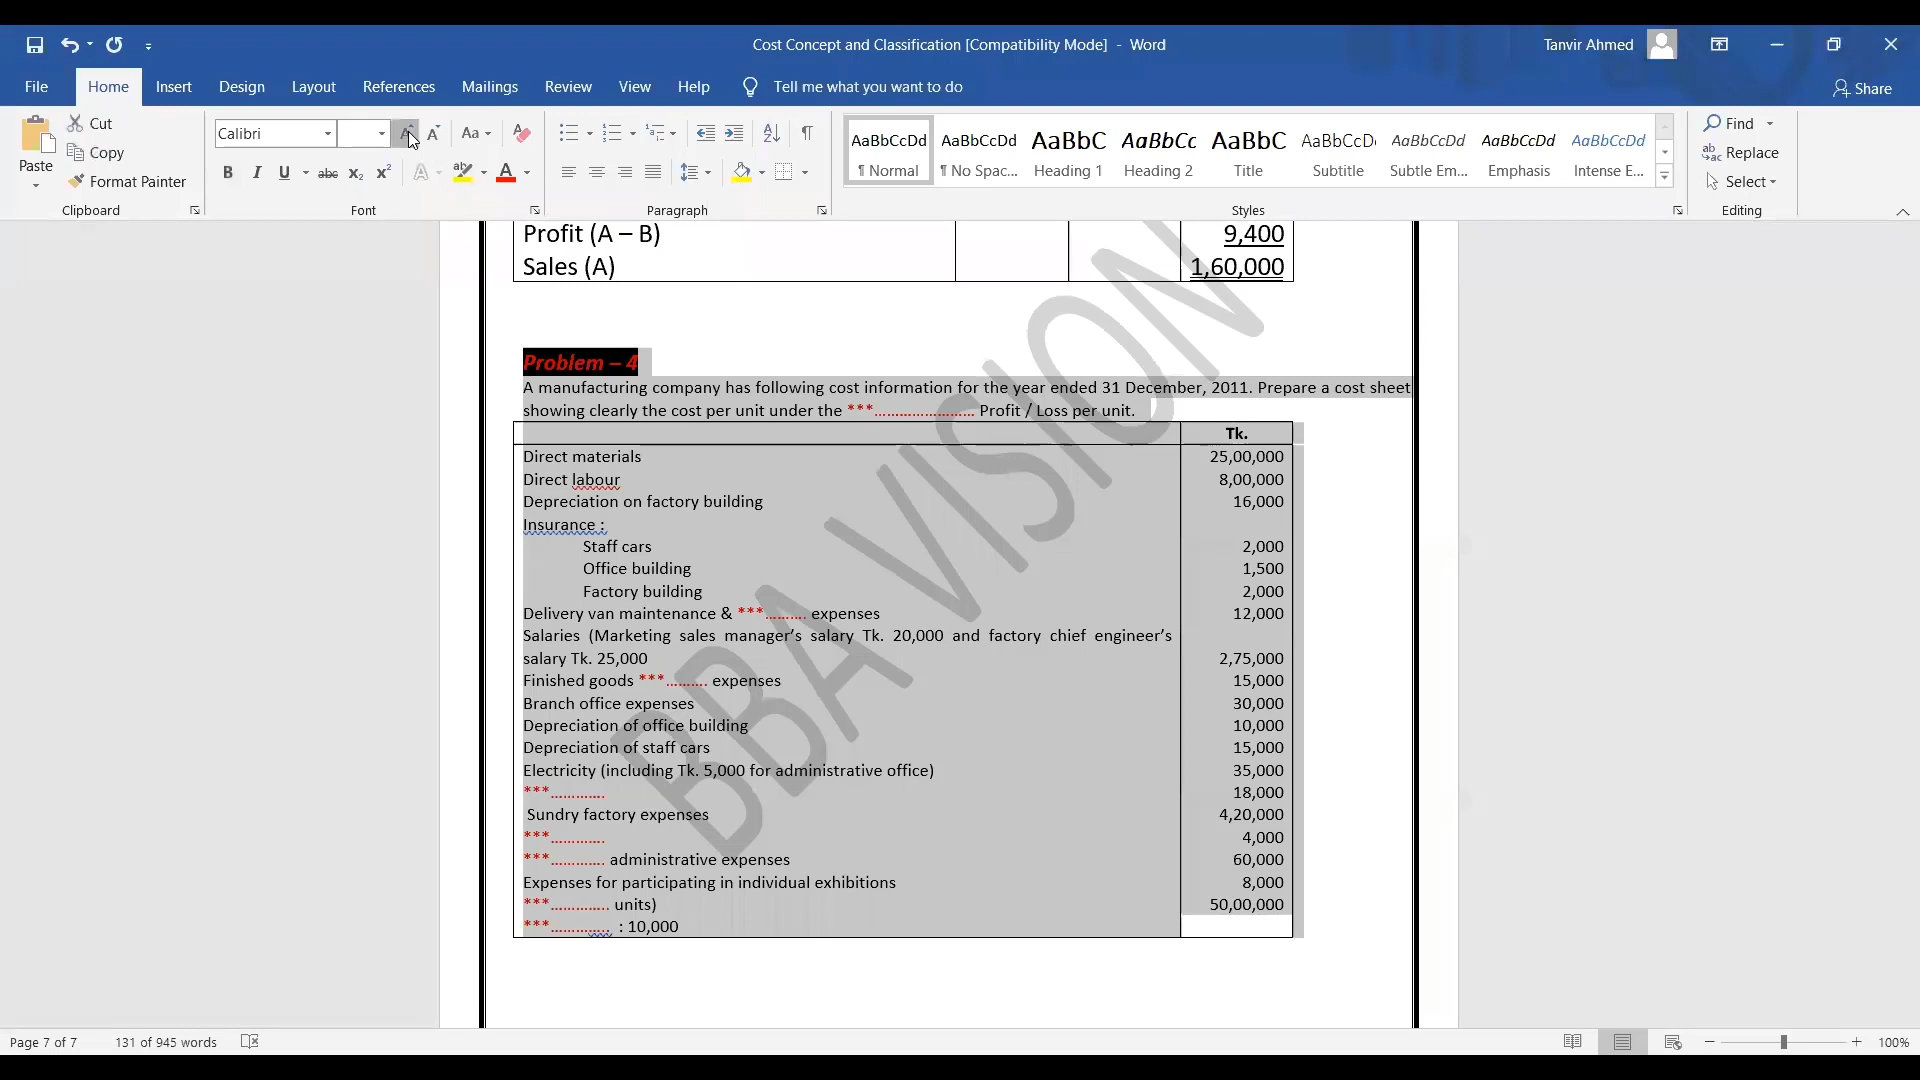 Cost Concept and Classification [Compatibility Mode] - Word
Tanvir Ahmed
File Home Insert Design Layout References Mailings Review View Help Tell me what you want to do Share
Paste
Cut
Copy
Format Painter
Clipboard
Calibri
Font
Paragraph
AaBbCcDd AaBbCcDd AaBbC AaBbCc AaBbC AaBbCcDc AaBbCcDd AaBbCcDd AaBbCcDd
¶ Normal ¶ No Spac... Heading 1 Heading 2 Title Subtitle Subtle Em... Emphasis Intense E...
Styles
Find
Replace
Select
Editing
Profit (A – B) 9,400
Sales (A) 1,60,000
Problem – 4
A manufacturing company has following cost information for the year ended 31 December, 2011. Prepare a cost sheet
showing clearly the cost per unit under the ***........................ Profit / Loss per unit.
Tk.
Direct materials 25,00,000
Direct labour 8,00,000
Depreciation on factory building 16,000
Insurance :
Staff cars 2,000
Office building 1,500
Factory building 2,000
Delivery van maintenance & ***.......... expenses 12,000
Salaries (Marketing sales manager’s salary Tk. 20,000 and factory chief engineer’s
salary Tk. 25,000 2,75,000
Finished goods ***.......... expenses 15,000
Branch office expenses 30,000
Depreciation of office building 10,000
Depreciation of staff cars 15,000
Electricity (including Tk. 5,000 for administrative office) 35,000
***............. 18,000
Sundry factory expenses 4,20,000
***............. 4,000
***............. administrative expenses 60,000
Expenses for participating in individual exhibitions 8,000
***.............. units) 50,00,000
***.............. : 10,000
BBA VISION
Page 7 of 7 131 of 945 words 100%